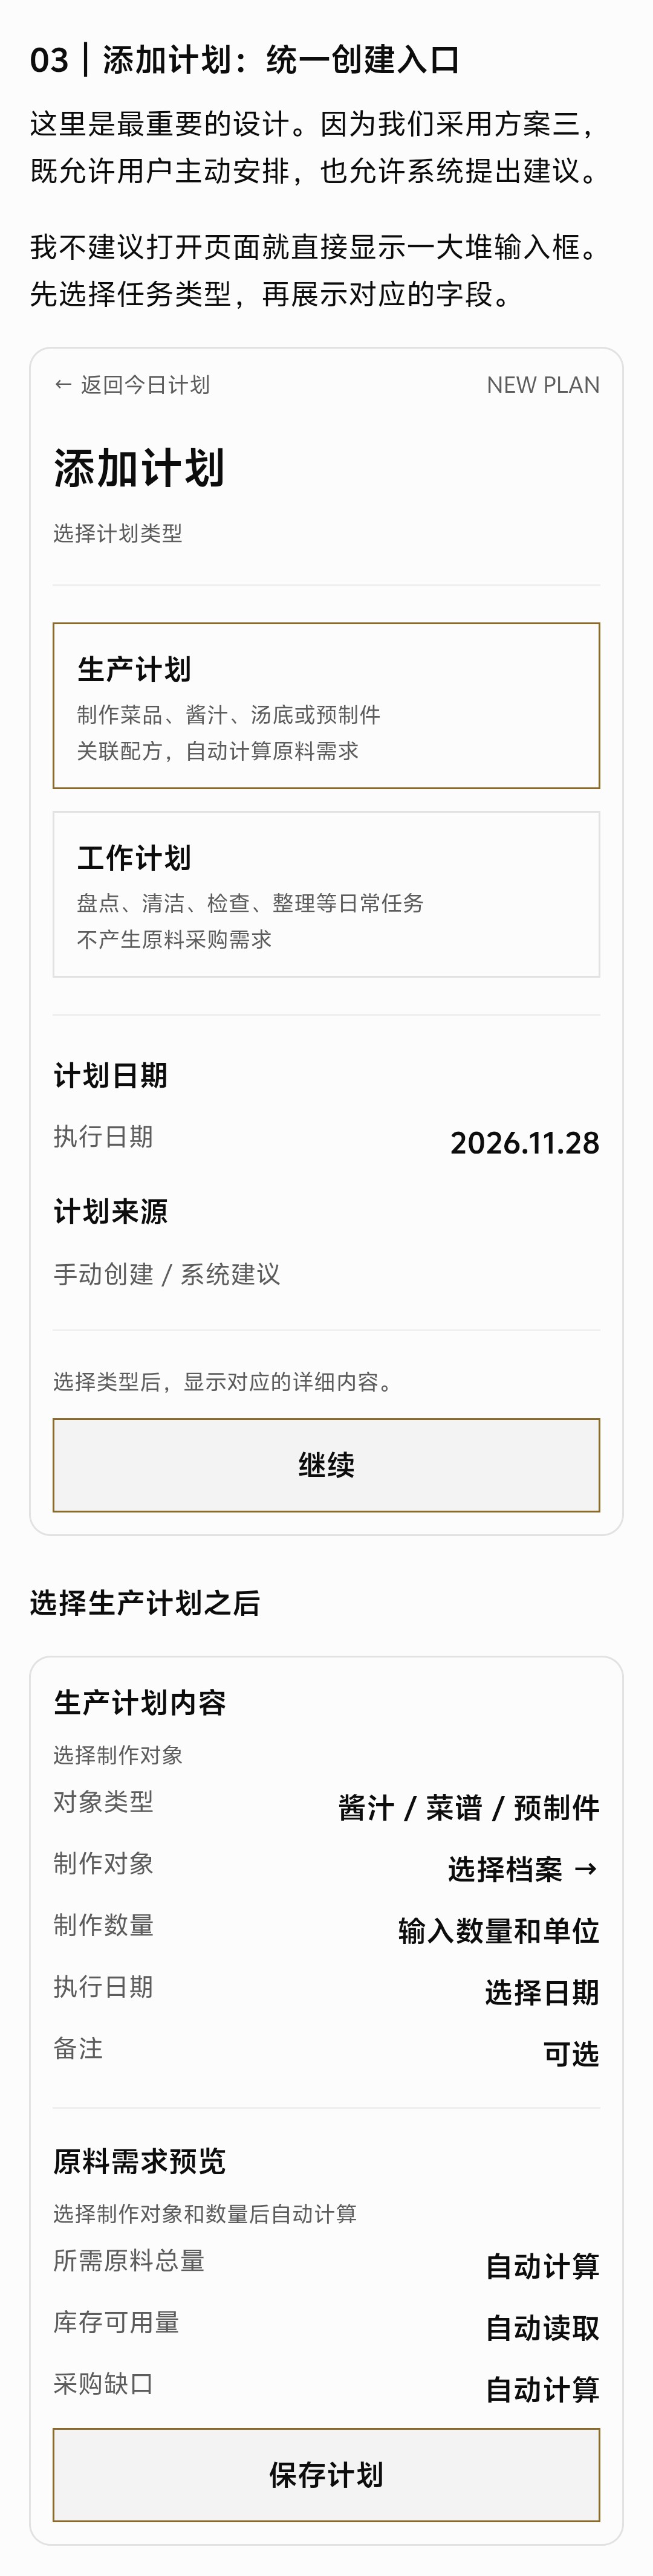 03 | 添加计划：统一创建入口
这里是最重要的设计。因为我们采用方案三，
既允许用户主动安排，也允许系统提出建议。
我不建议打开页面就直接显示一大堆输入框。
先选择任务类型，再展示对应的字段。
← 返回今日计划
NEW PLAN
添加计划
选择计划类型
生产计划
制作菜品、酱汁、汤底或预制件
关联配方，自动计算原料需求
工作计划
盘点、清洁、检查、整理等日常任务
不产生原料采购需求
计划日期
执行日期 2026.11.28
计划来源
手动创建 / 系统建议
选择类型后，显示对应的详细内容。
继续
选择生产计划之后
生产计划内容
选择制作对象
对象类型 酱汁 / 菜谱 / 预制件
制作对象 选择档案 →
制作数量 输入数量和单位
执行日期 选择日期
备注 可选
原料需求预览
选择制作对象和数量后自动计算
所需原料总量 自动计算
库存可用量 自动读取
采购缺口 自动计算
保存计划